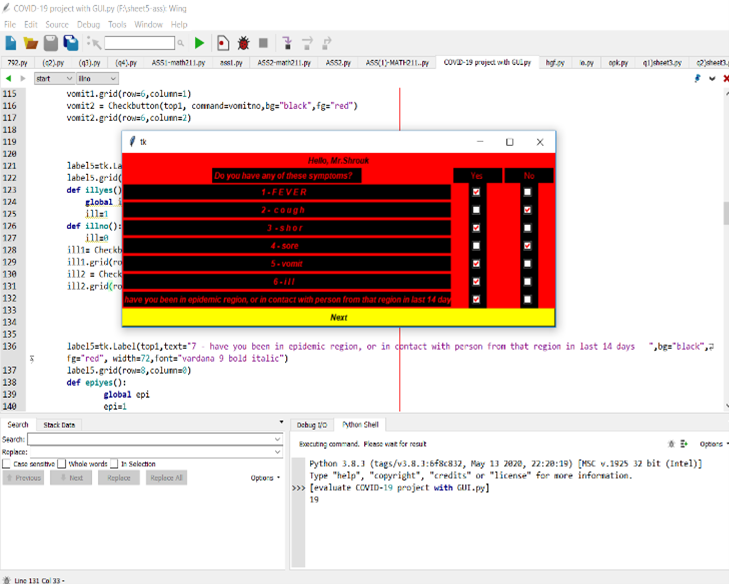 COVID-19 project with GUI.py (F:\sheet5-ass): Wing
File Edit Source Debug Tools Window Help
792.py (q2).py (q3).py (q4).py ASS1-math211.py ass1.py ASS2-math211.py ASS2.py ASS(1)-MATH211..py COVID-19 project with GUI.py hgf.py io.py opk.py q1)sheet3.py q2)sheet3.
start illno
115 vomit1.grid(row=6,column=1)
116 vomit2 = Checkbutton(top1, command=vomitno,bg="black",fg="red")
117 vomit2.grid(row=6,column=2)
118
119
120
121 label5=tk.La
122 label5.grid(
123 def illyes()
124 global i
125 ill=1
126 def illno():
127 ill=0
128 ill1= Checkb
129 ill1.grid(ro
130 ill2 = Check
131 ill2.grid(ro
132
133
134
135
136 label5=tk.Label(top1,text="7 - have you been in epidemic region, or in contact with person from that region in last 14 days ",bg="black",
fg="red", width=72,font="vardana 9 bold italic")
137 label5.grid(row=8,column=0)
138 def epiyes():
139 global epi
140 epi=1
tk
Hello, Mr.Shrouk
Do you have any of these symptoms? Yes No
1 - F E V E R
2 - c o u g h
3 - s h o r
4 - sore
5 - vomit
6 - i l l
have you been in epidemic region, or in contact with person from that region in last 14 day
Next
Search Stack Data
Search:
Replace:
Case sensitive Whole words In Selection
Previous Next Replace Replace All Options
Debug I/O Python Shell
Executing command. Please wait for result Options
Python 3.8.3 (tags/v3.8.3:6f8c832, May 13 2020, 22:20:19) [MSC v.1925 32 bit (Intel)]
Type "help", "copyright", "credits" or "license" for more information.
>>> [evaluate COVID-19 project with GUI.py]
19
Line 131 Col 33 -